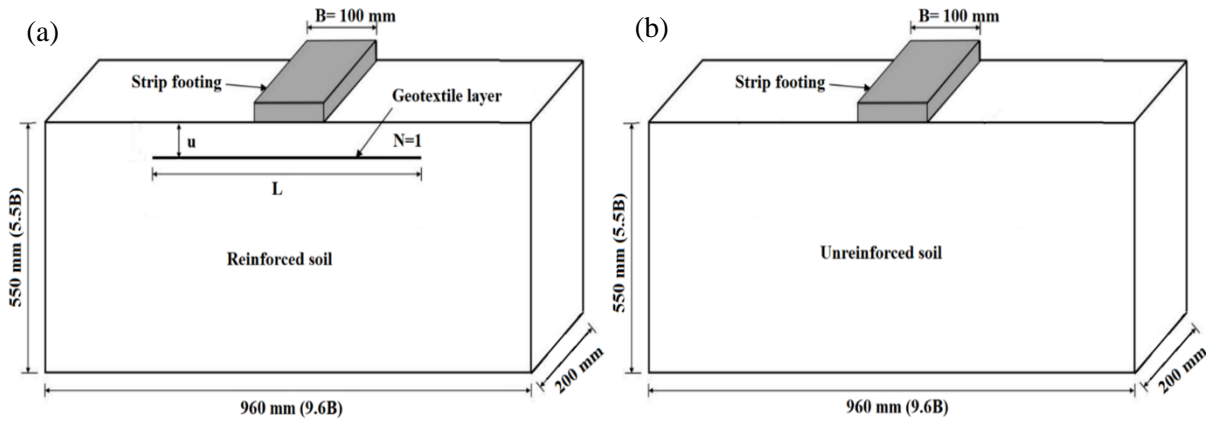 (a)
B= 100 mm
Strip footing
Geotextile layer
u
N=1
L
550 mm (5.5B)
Reinforced soil
200 mm
960 mm (9.6B)
(b)
B= 100 mm
Strip footing
550 mm (5.5B)
Unreinforced soil
200 mm
960 mm (9.6B)